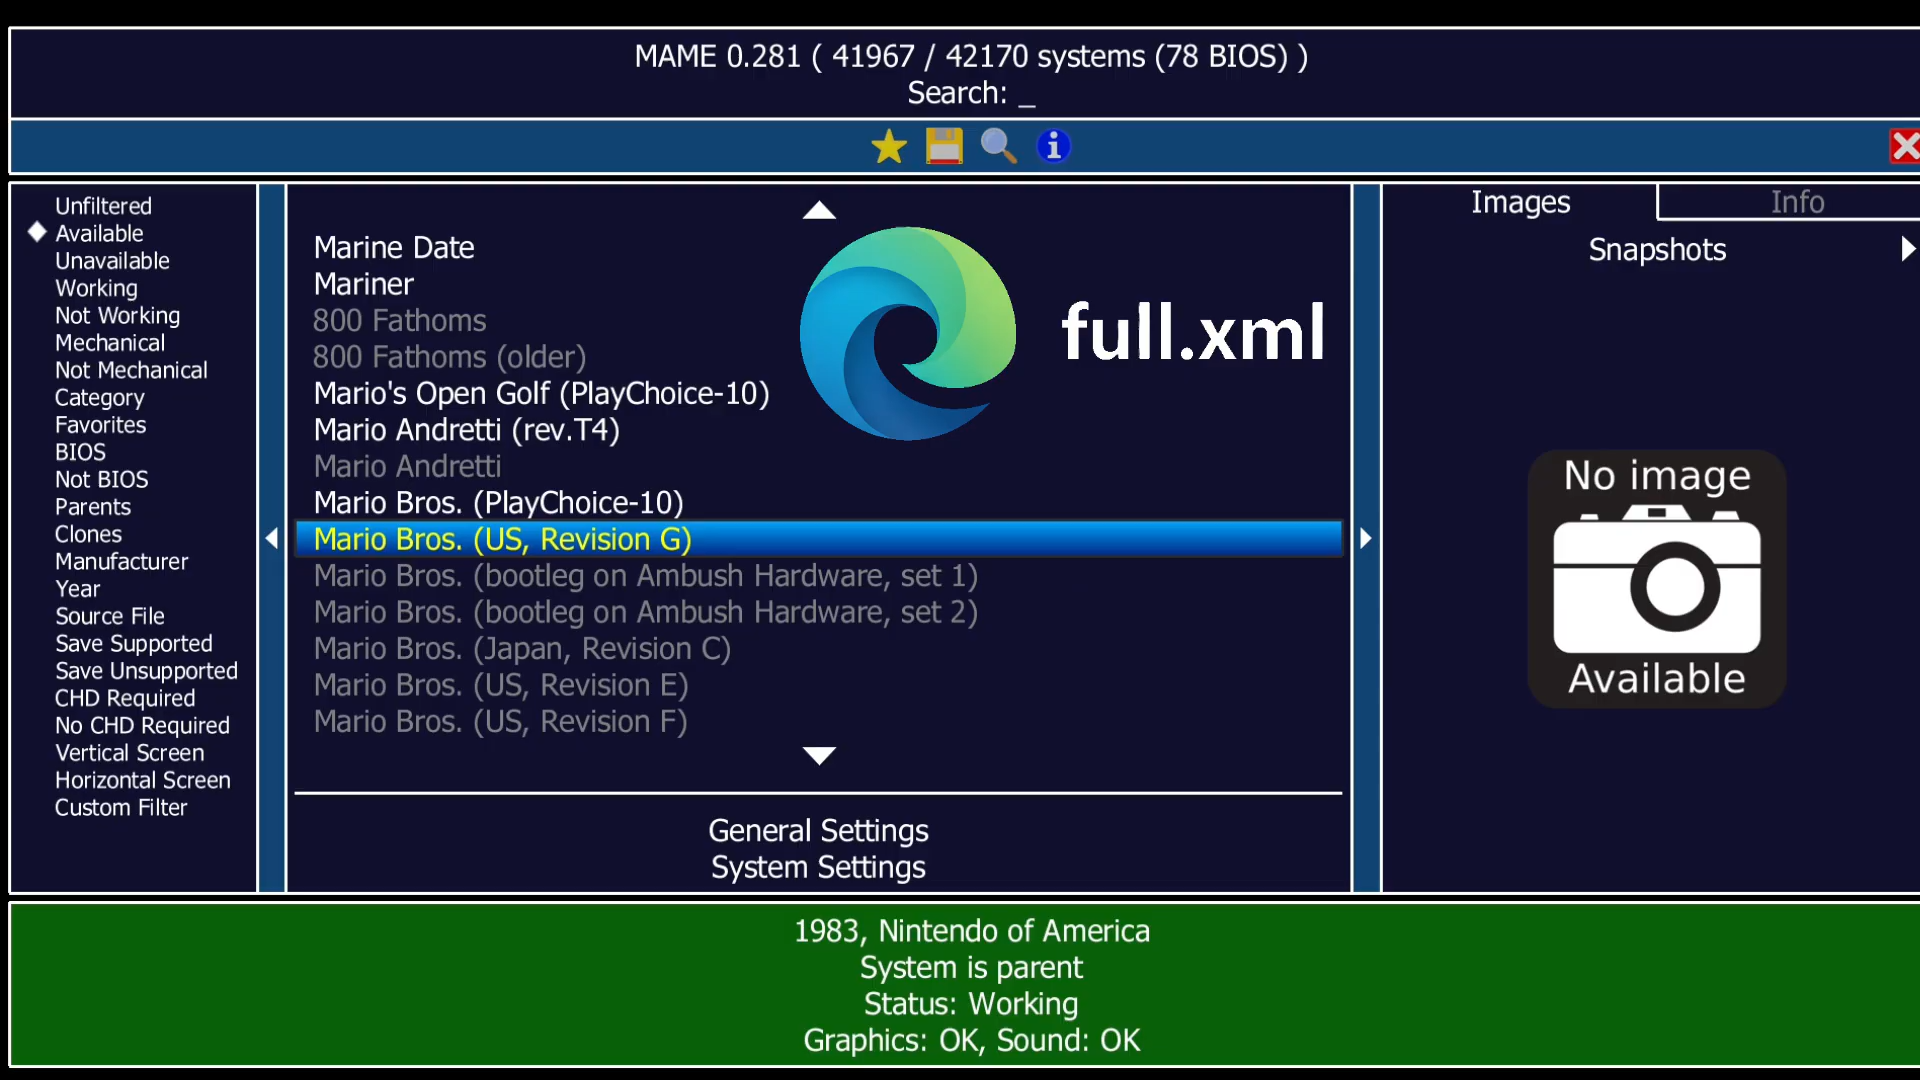 MAME 0.281 ( 41967 / 42170 systems (78 BIOS) )
Search: _
Unfiltered
Available
Unavailable
Working
Not Working
Mechanical
Not Mechanical
Category
Favorites
BIOS
Not BIOS
Parents
Clones
Manufacturer
Year
Source File
Save Supported
Save Unsupported
CHD Required
No CHD Required
Vertical Screen
Horizontal Screen
Custom Filter
Marine Date
Mariner
800 Fathoms
800 Fathoms (older)
Mario's Open Golf (PlayChoice-10)
Mario Andretti (rev.T4)
Mario Andretti
Mario Bros. (PlayChoice-10)
Mario Bros. (US, Revision G)
Mario Bros. (bootleg on Ambush Hardware, set 1)
Mario Bros. (bootleg on Ambush Hardware, set 2)
Mario Bros. (Japan, Revision C)
Mario Bros. (US, Revision E)
Mario Bros. (US, Revision F)
full.xml
General Settings
System Settings
Images
Info
Snapshots
No image
Available
1983, Nintendo of America
System is parent
Status: Working
Graphics: OK, Sound: OK